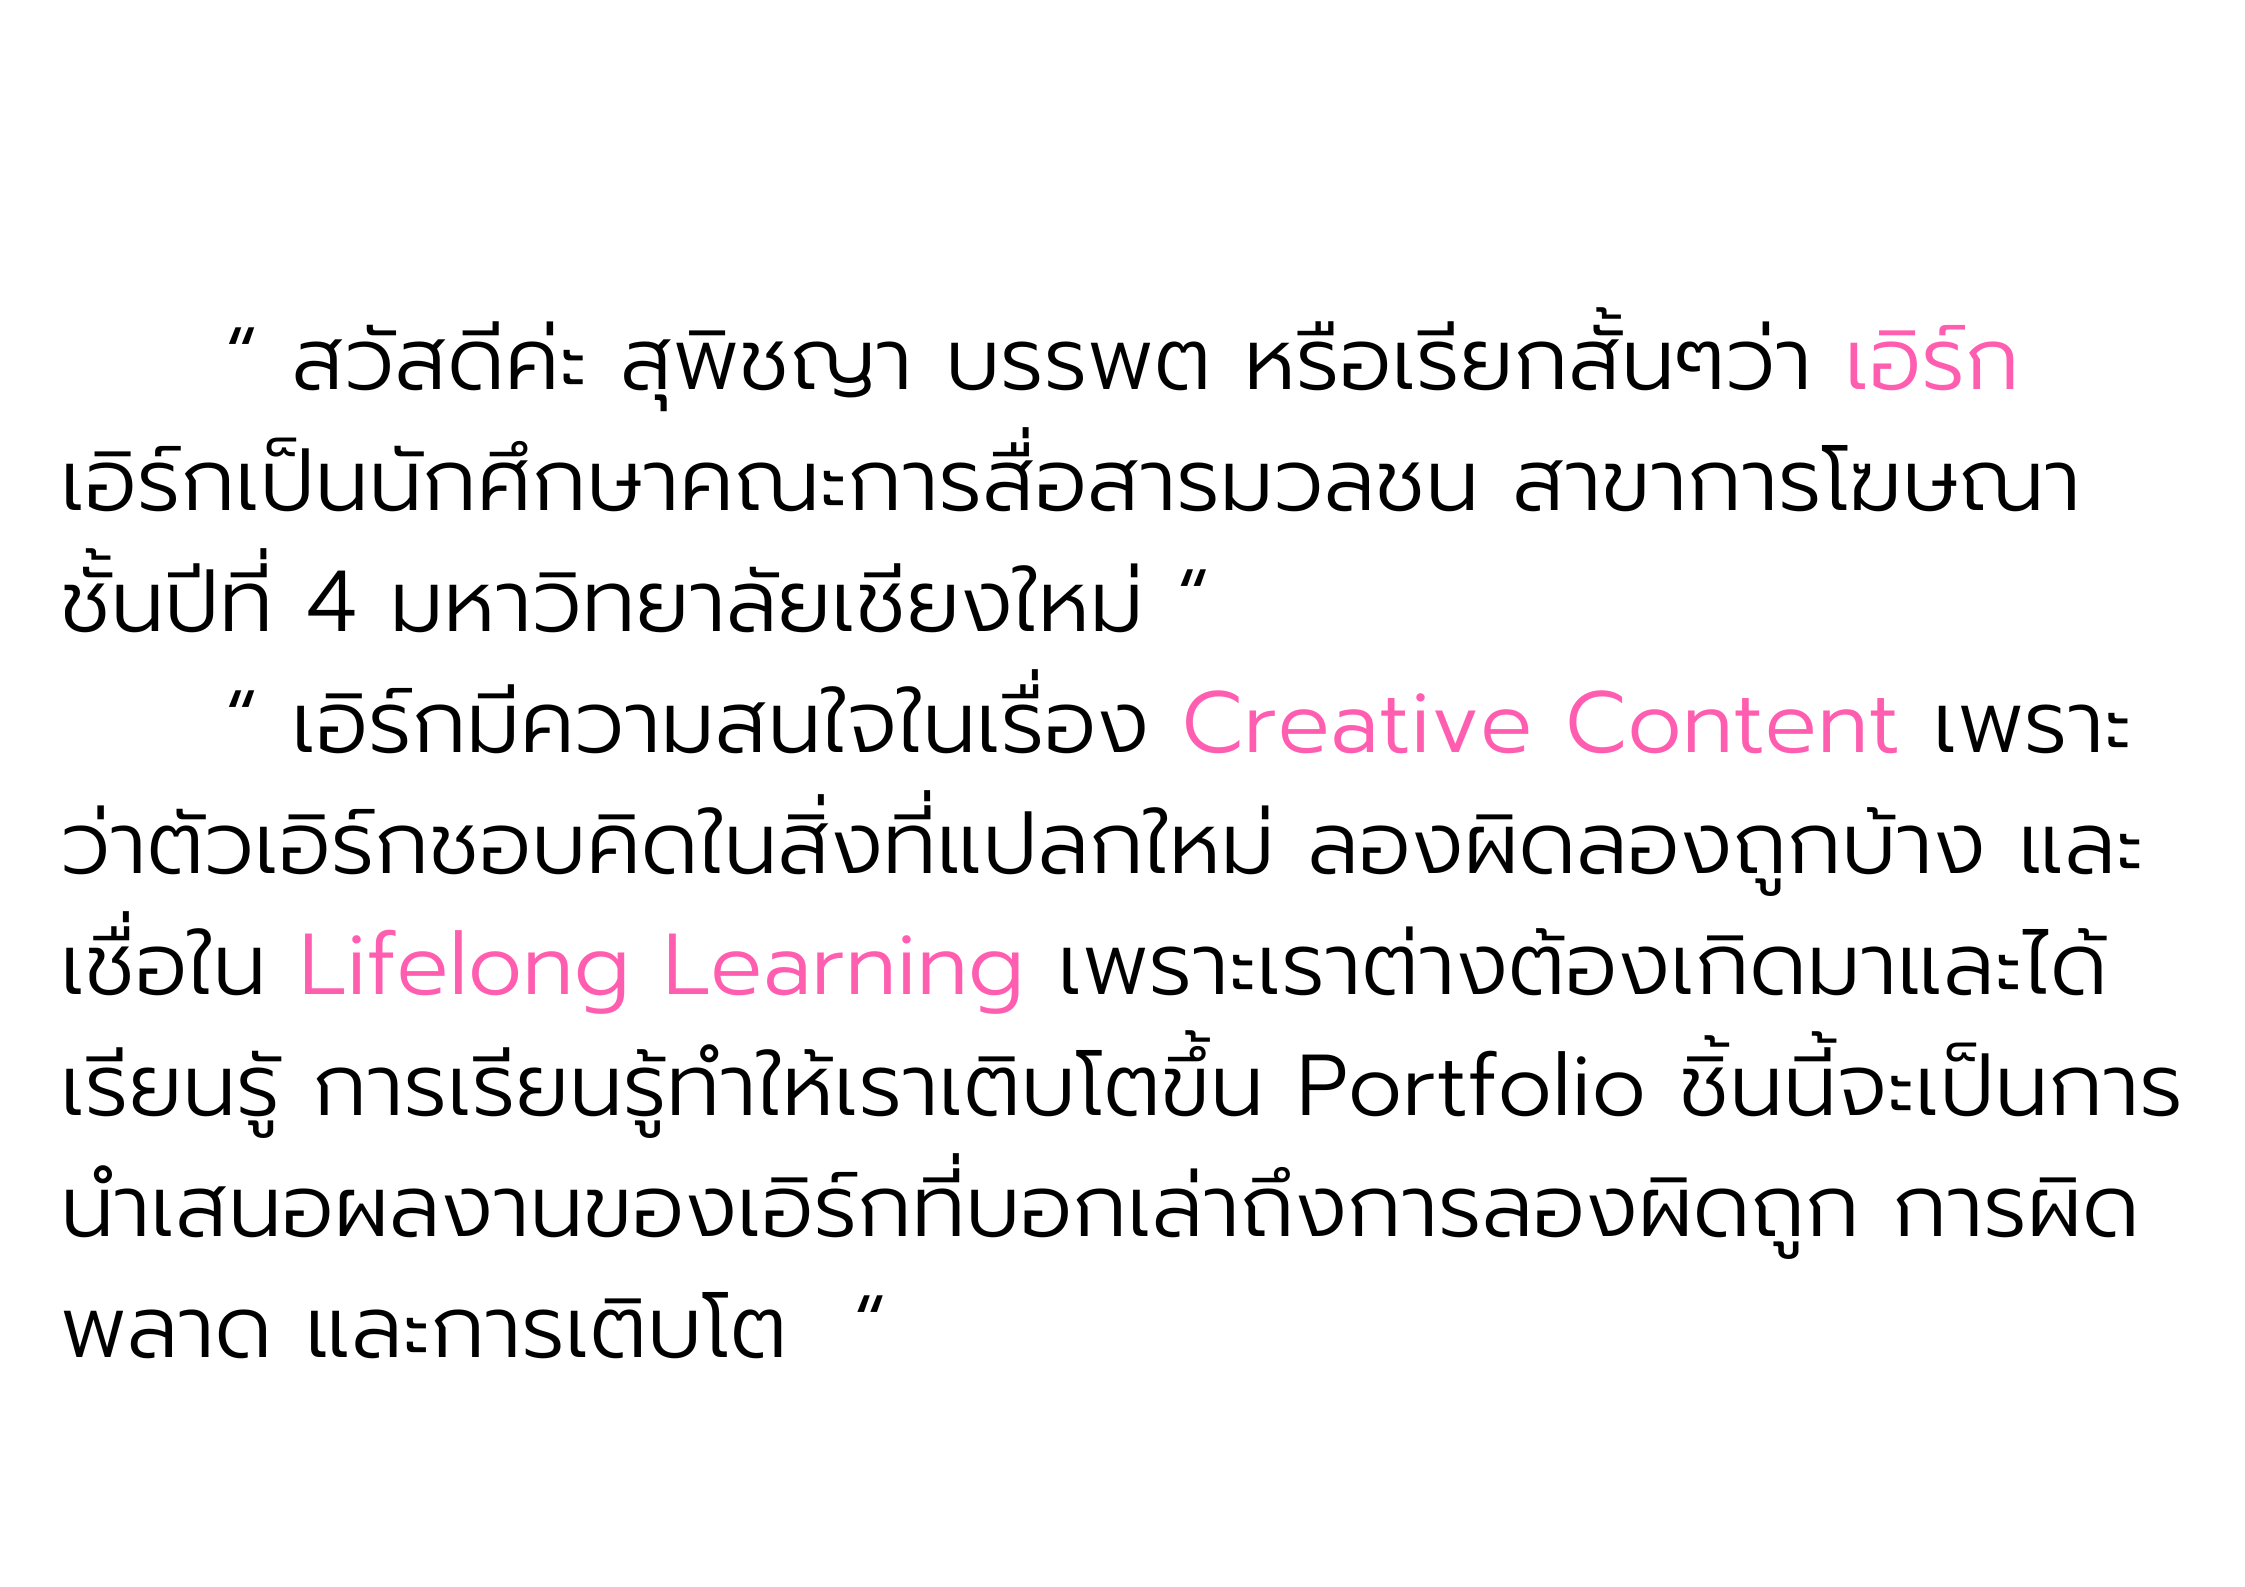 “ สวัสดีค่ะ สุพิชญา บรรพต หรือเรียกสั้นๆว่า เอิร์ก
เอิร์กเป็นนักศึกษาคณะการสื่อสารมวลชน สาขาการโฆษณา
ชั้นปีที่ 4 มหาวิทยาลัยเชียงใหม่ “
“ เอิร์กมีความสนใจในเรื่อง Creative Content เพราะ
ว่าตัวเอิร์กชอบคิดในสิ่งที่แปลกใหม่ ลองผิดลองถูกบ้าง และ
เชื่อใน Lifelong Learning เพราะเราต่างต้องเกิดมาและได้
เรียนรู้ การเรียนรู้ทำให้เราเติบโตขึ้น Portfolio ชิ้นนี้จะเป็นการ
นำเสนอผลงานของเอิร์กที่บอกเล่าถึงการลองผิดถูก การผิด
พลาด และการเติบโต “